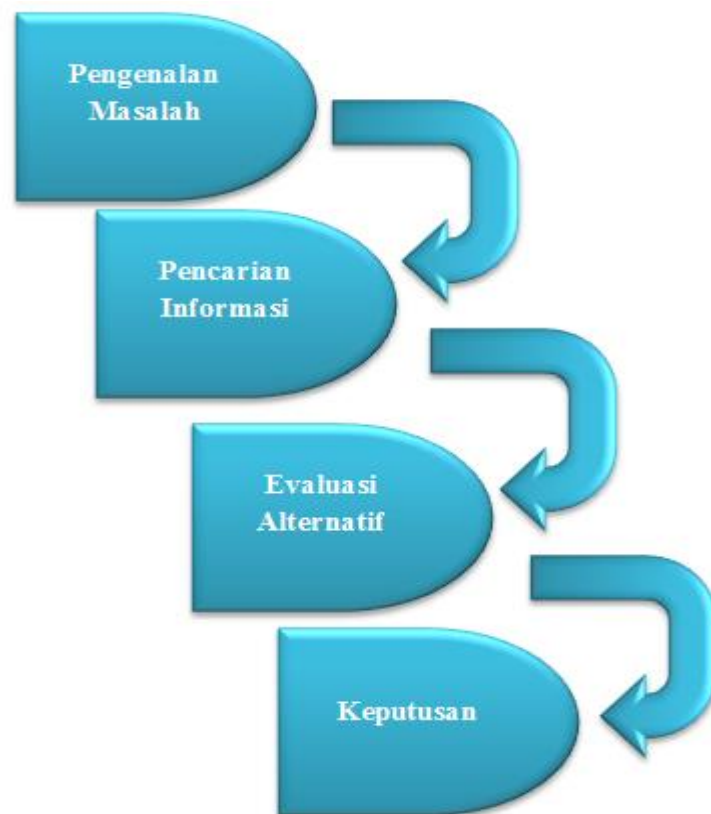 Pengenalan
Masalah
Pencarian
Informasi
Evaluasi
Alternatif
Keputusan